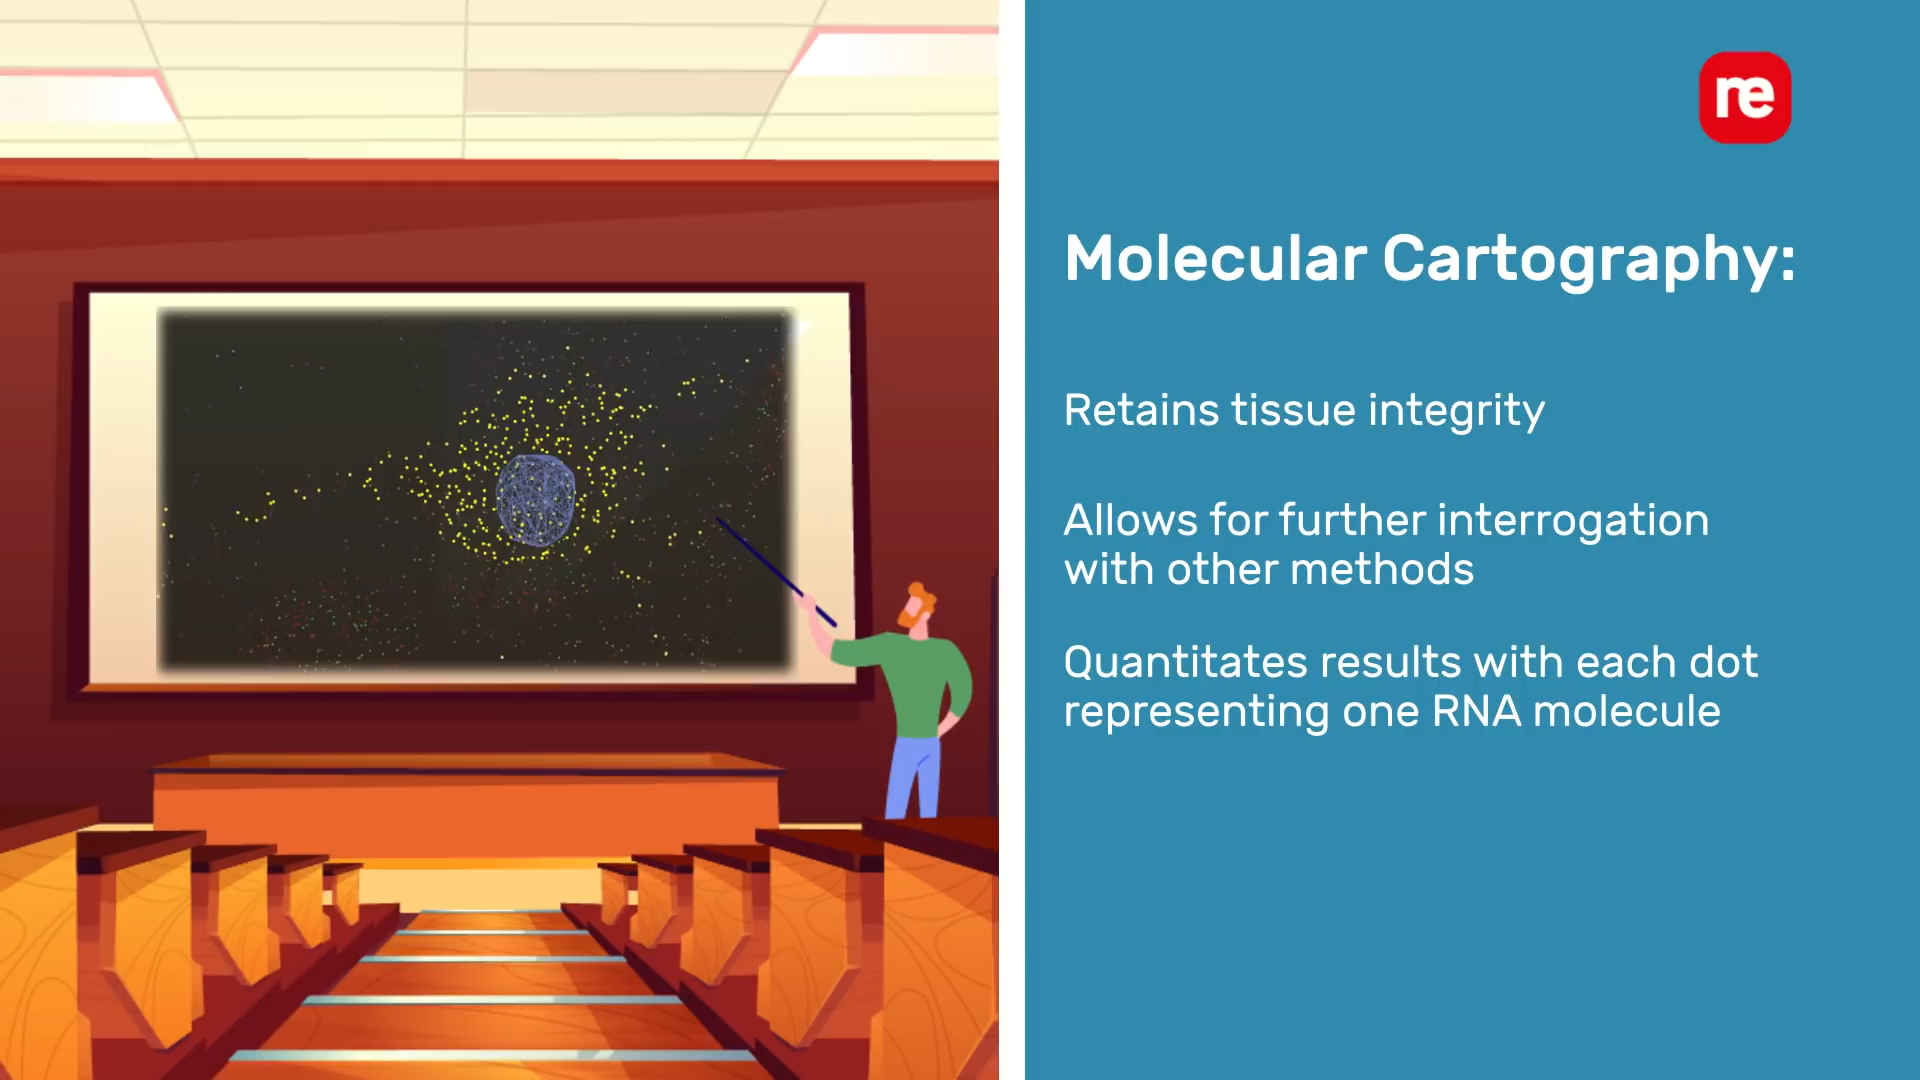 re
Molecular Cartography:
Retains tissue integrity
Allows for further interrogation
with other methods
Quantitates results with each dot
representing one RNA molecule